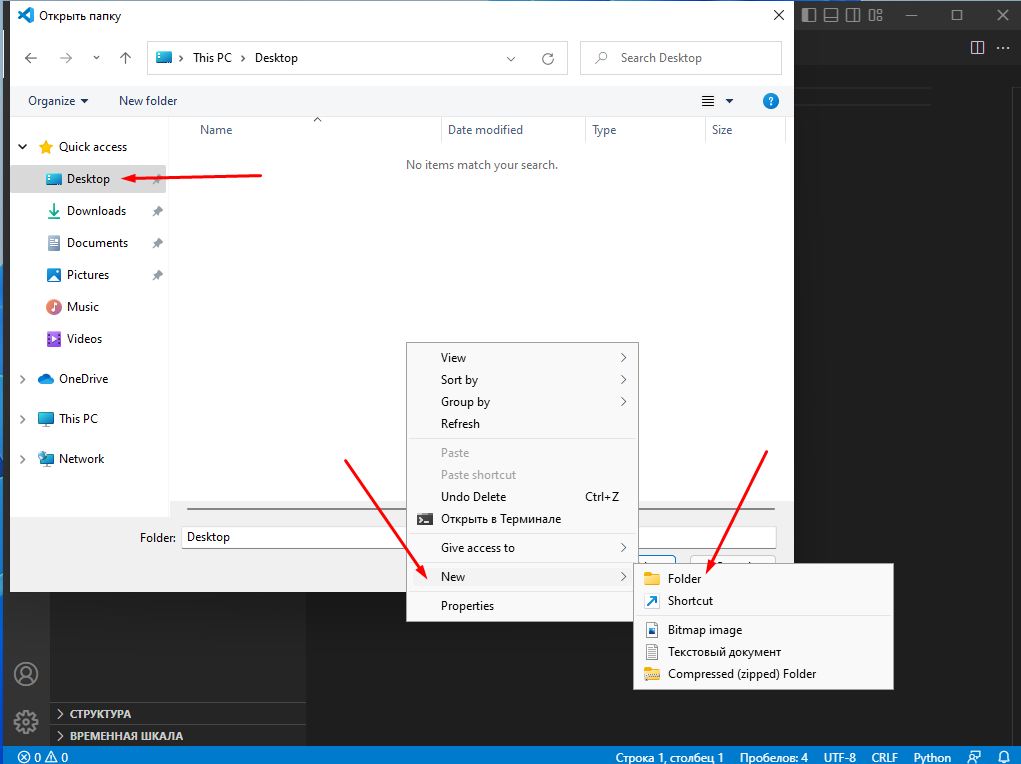 Открыть папку
This PC > Desktop
Search Desktop
Organize
New folder
?
Name
Date modified
Type
Size
No items match your search.
Quick access
Desktop
Downloads
Documents
Pictures
Music
Videos
OneDrive
This PC
Network
View
Sort by
Group by
Refresh
Paste
Paste shortcut
Undo Delete Ctrl+Z
Открыть в Терминале
Give access to
New
Properties
Folder: Desktop
Folder
Shortcut
Bitmap image
Текстовый документ
Compressed (zipped) Folder
СТРУКТУРА
ВРЕМЕННАЯ ШКАЛА
0 0 Строка 1, столбец 1 Пробелов: 4 UTF-8 CRLF Python